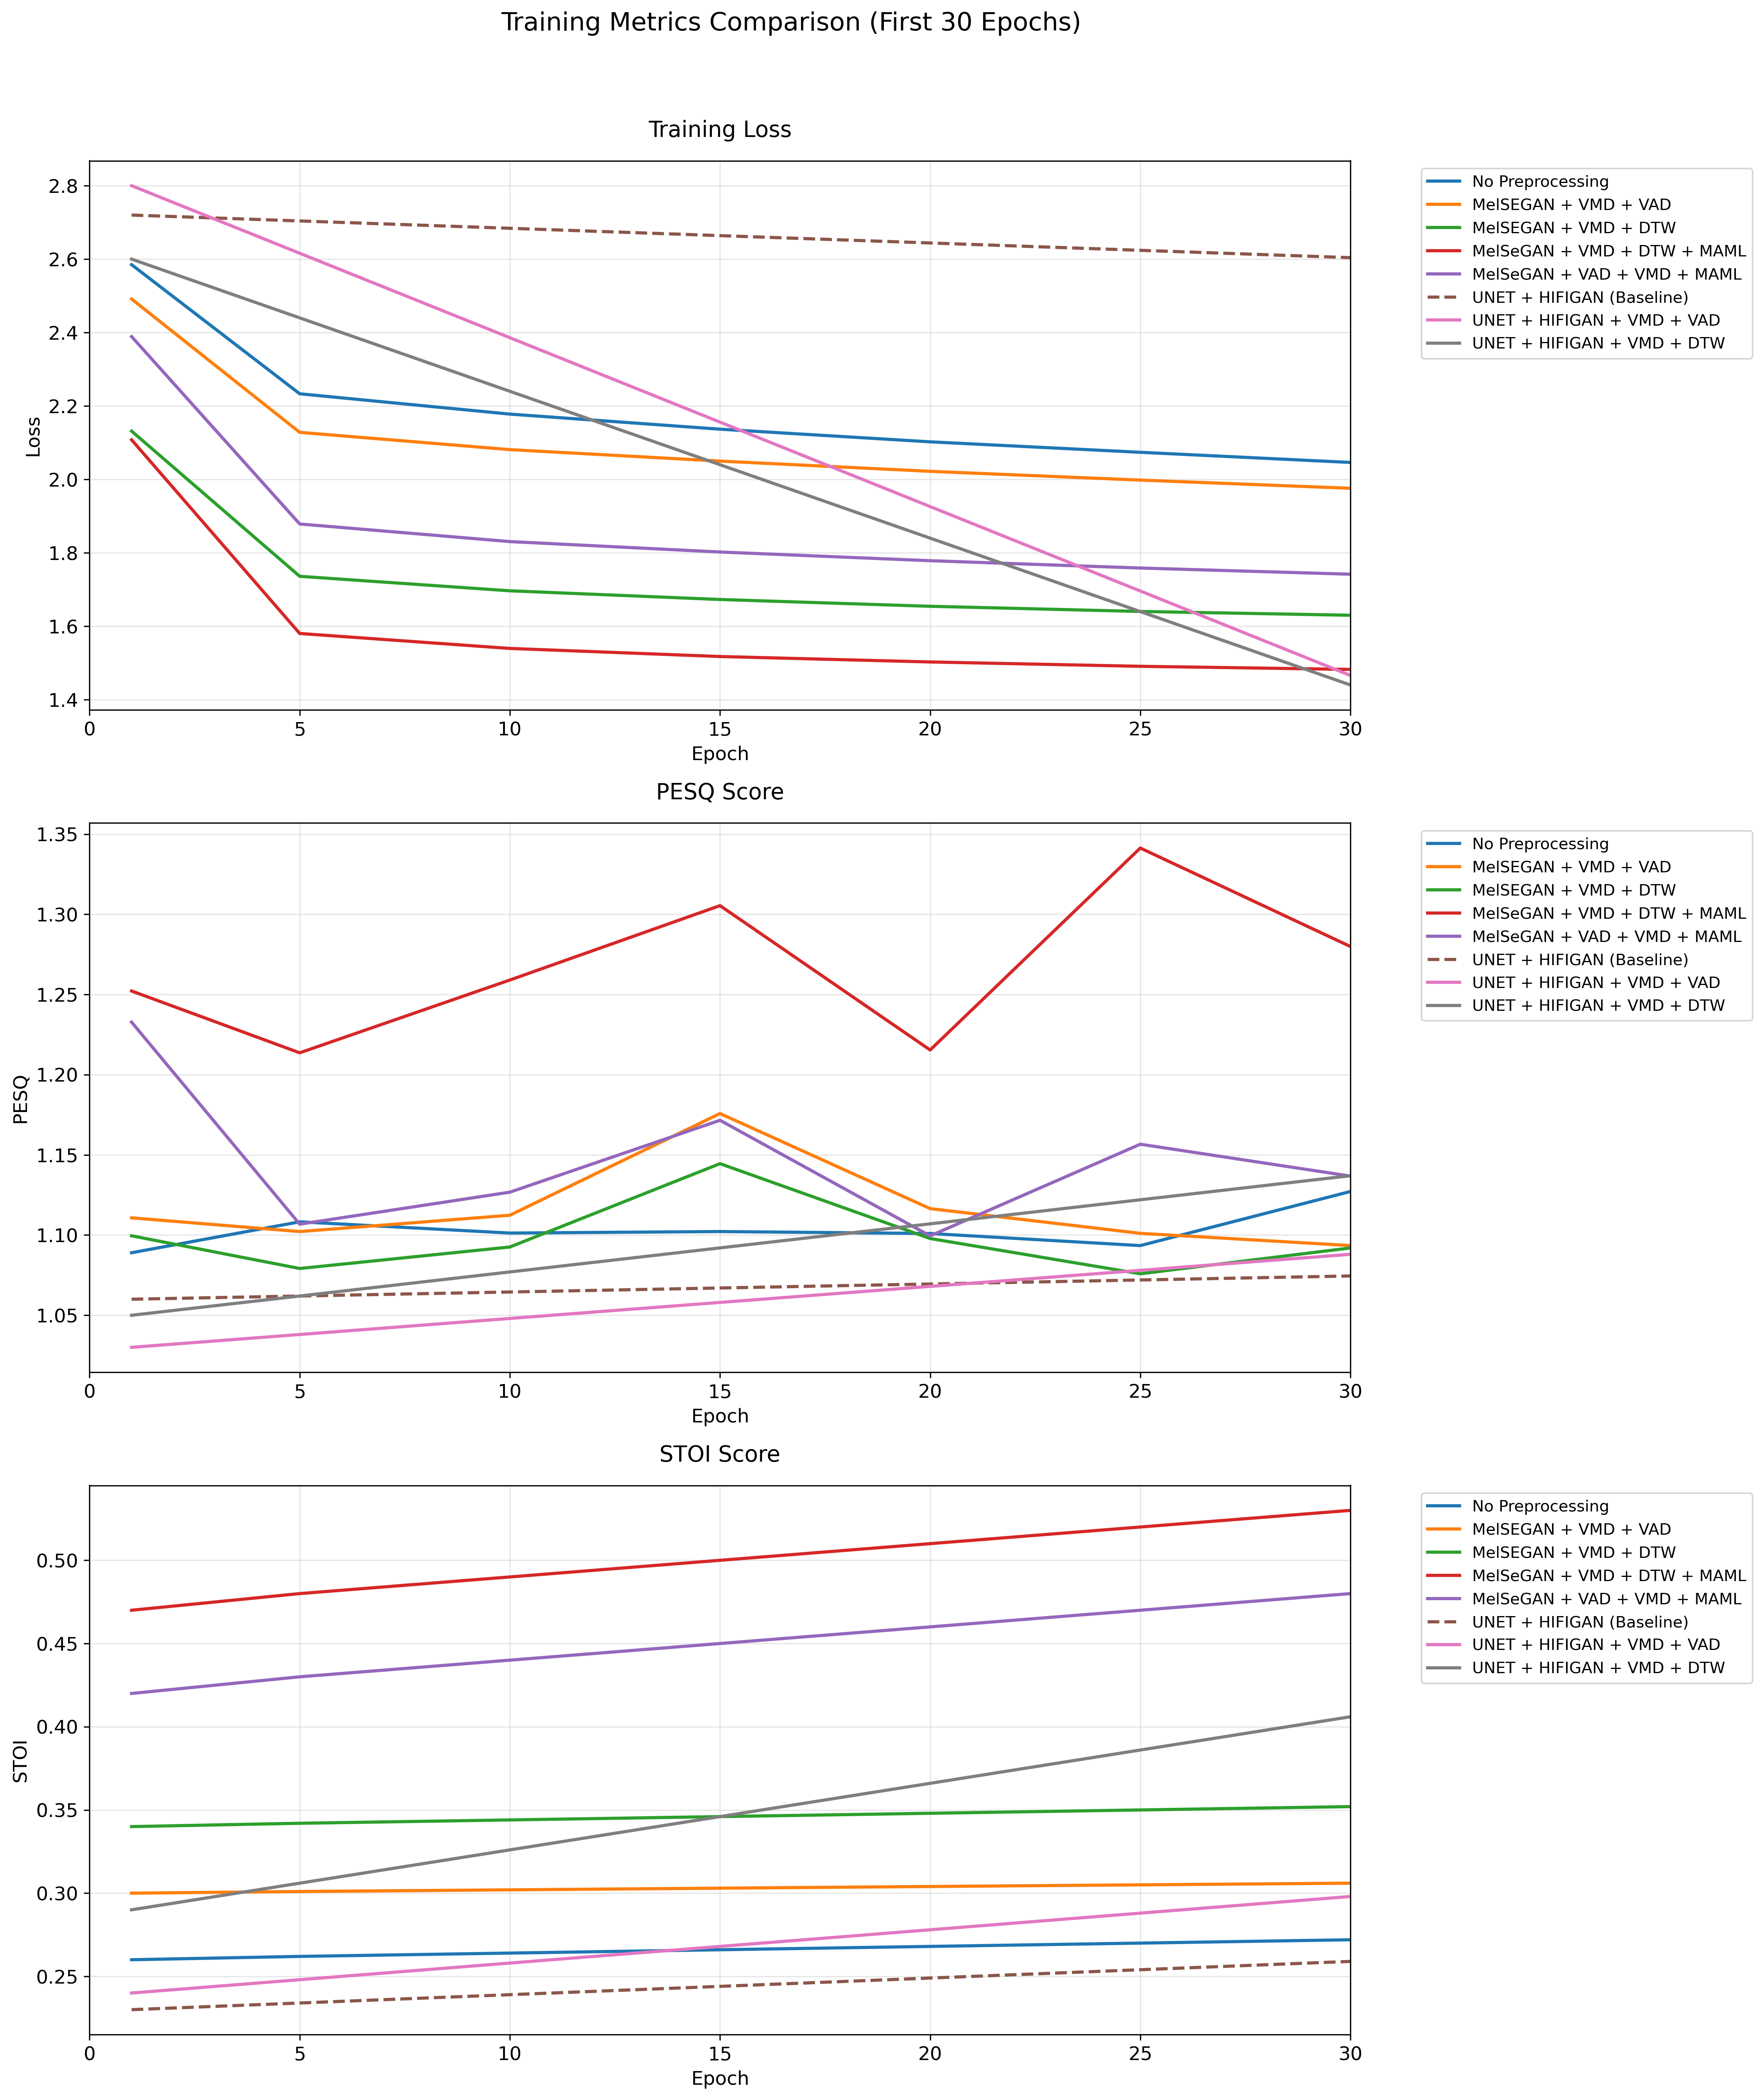 Training Metrics Comparison (First 30 Epochs)
Training Loss
2.8
2.6
2.4
2.2
2.0
1.8
1.6
1.4
Loss
0 5 10 15 20 25 30
Epoch
No Preprocessing
MelSEGAN + VMD + VAD
MelSEGAN + VMD + DTW
MelSeGAN + VMD + DTW + MAML
MelSeGAN + VAD + VMD + MAML
UNET + HIFIGAN (Baseline)
UNET + HIFIGAN + VMD + VAD
UNET + HIFIGAN + VMD + DTW
PESQ Score
1.35
1.30
1.25
1.20
1.15
1.10
1.05
PESQ
0 5 10 15 20 25 30
Epoch
No Preprocessing
MelSEGAN + VMD + VAD
MelSEGAN + VMD + DTW
MelSeGAN + VMD + DTW + MAML
MelSeGAN + VAD + VMD + MAML
UNET + HIFIGAN (Baseline)
UNET + HIFIGAN + VMD + VAD
UNET + HIFIGAN + VMD + DTW
STOI Score
0.50
0.45
0.40
0.35
0.30
0.25
STOI
0 5 10 15 20 25 30
Epoch
No Preprocessing
MelSEGAN + VMD + VAD
MelSEGAN + VMD + DTW
MelSeGAN + VMD + DTW + MAML
MelSeGAN + VAD + VMD + MAML
UNET + HIFIGAN (Baseline)
UNET + HIFIGAN + VMD + VAD
UNET + HIFIGAN + VMD + DTW